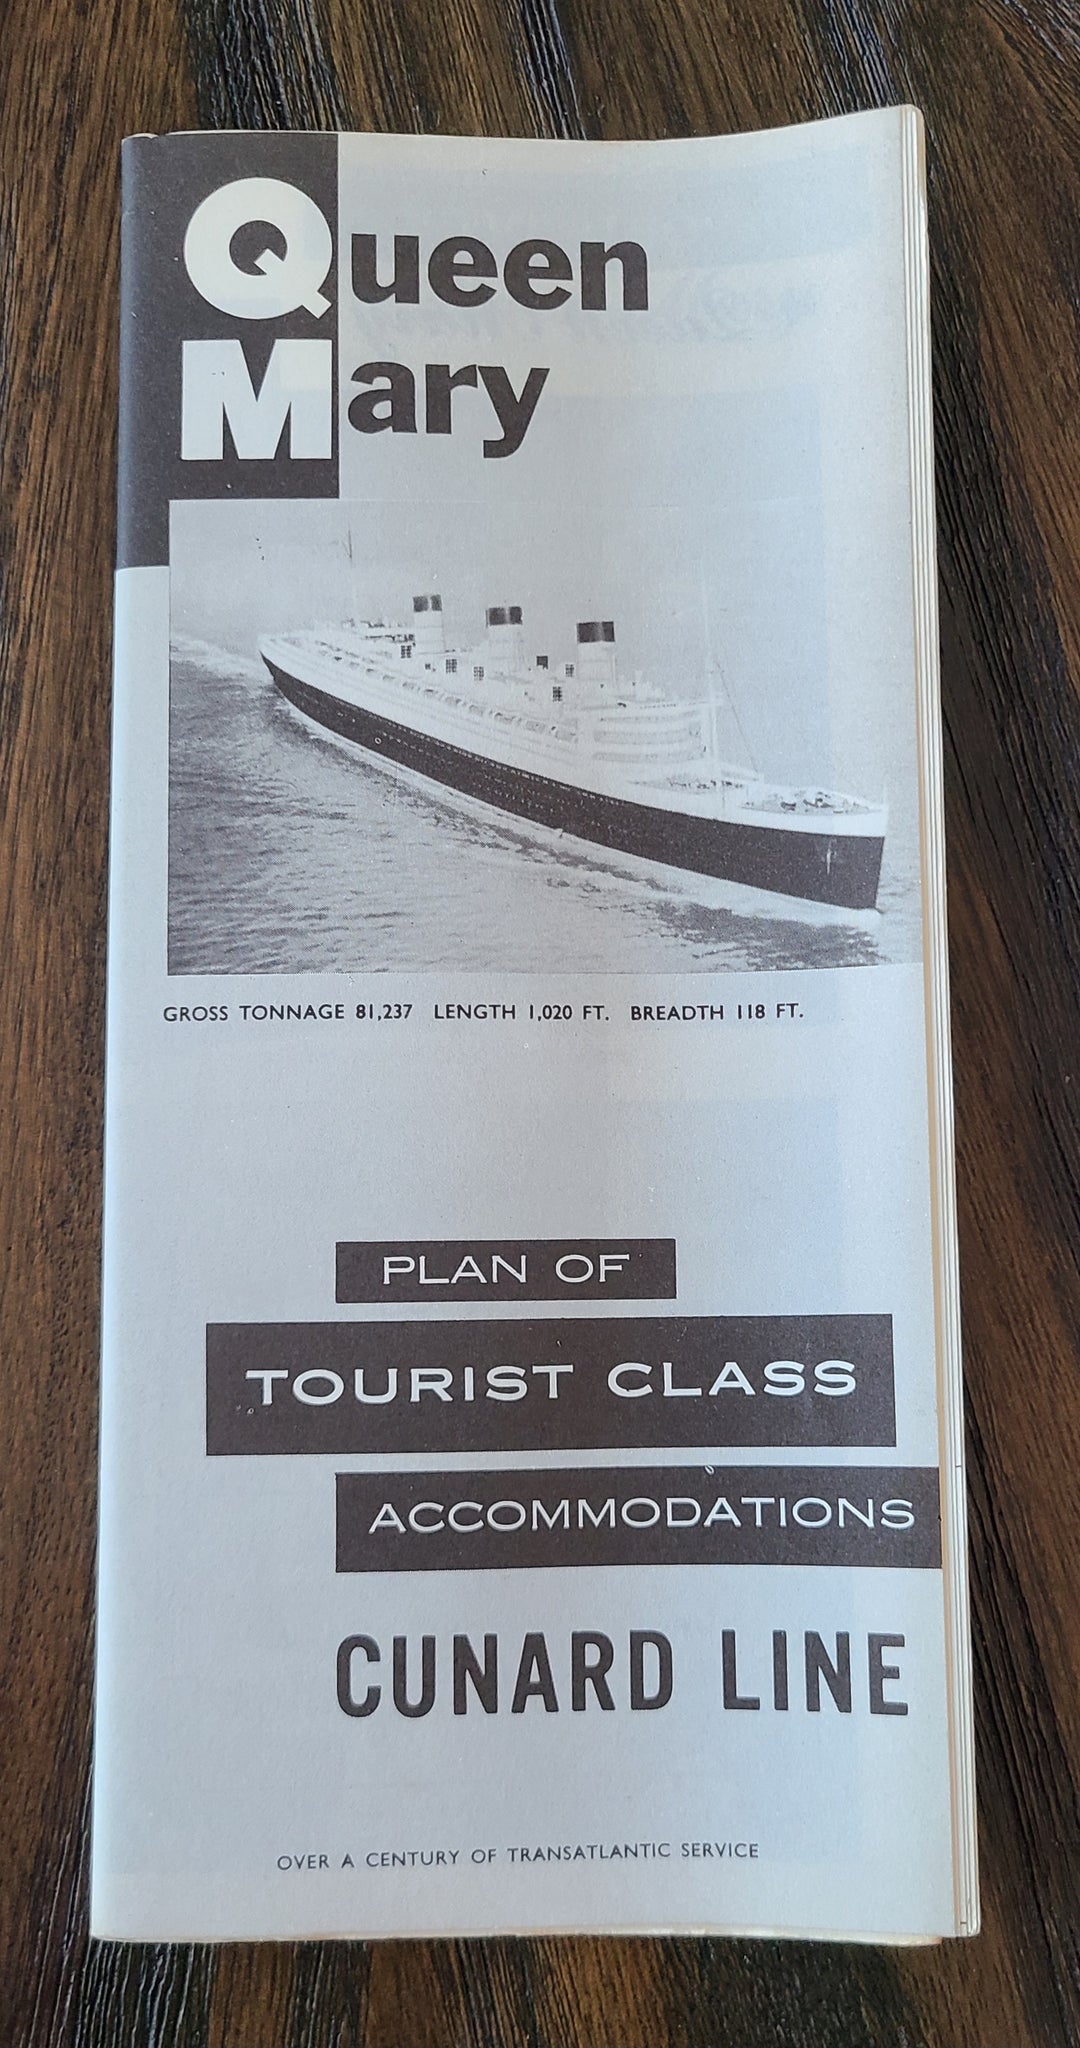 Queen
Mary
GROSS TONNAGE 81,237 LENGTH 1,020 FT. BREADTH 118 FT.
PLAN OF
TOURIST CLASS
ACCOMMODATIONS
CUNARD LINE
OVER A CENTURY OF TRANSATLANTIC SERVICE